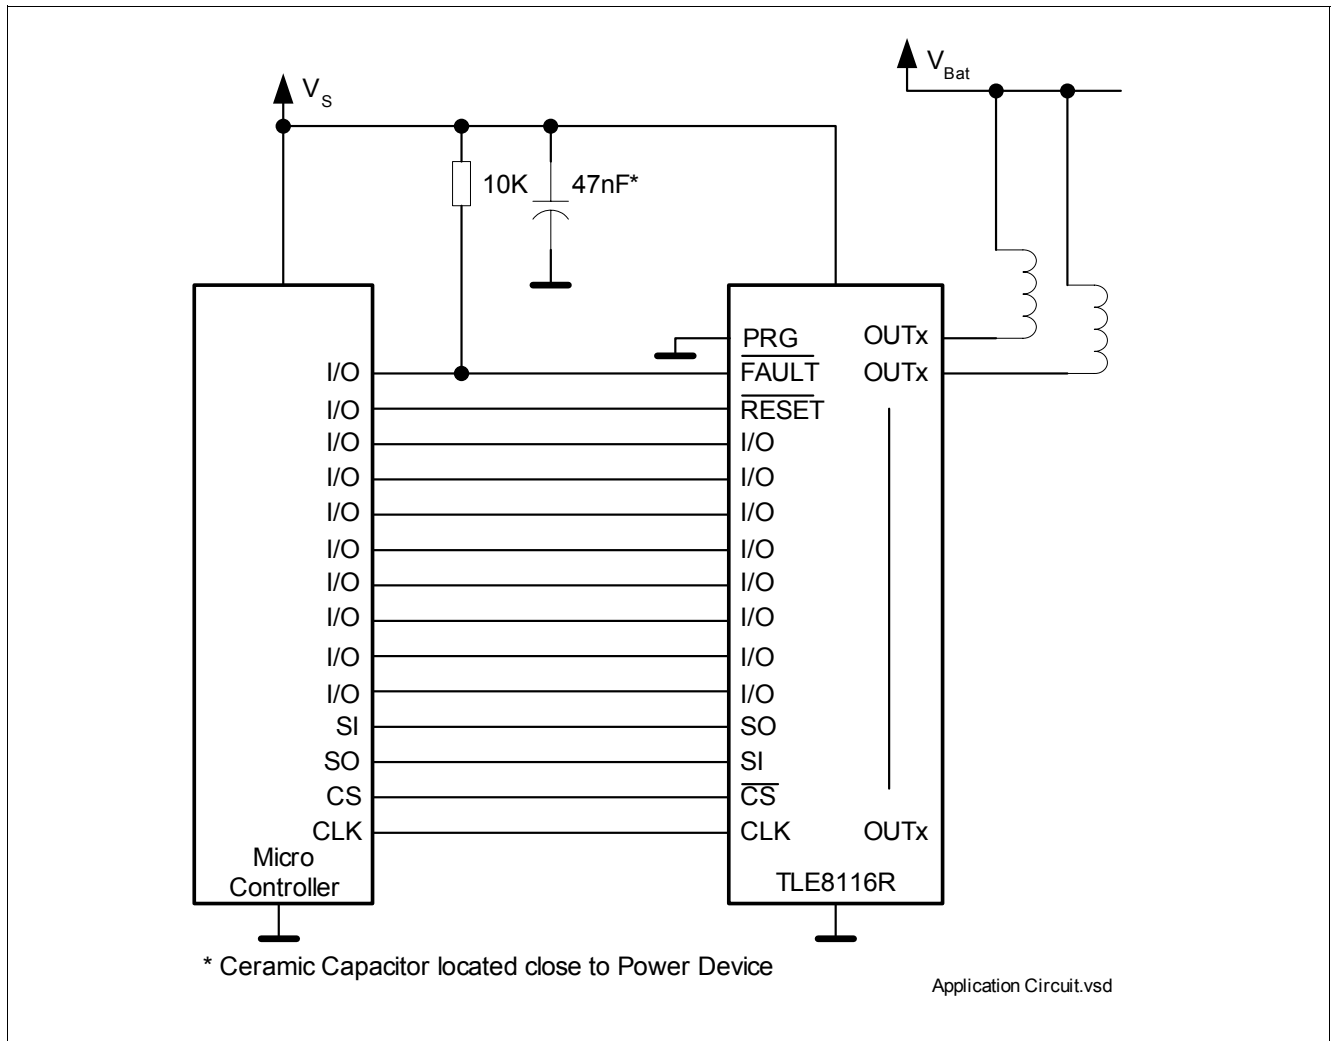 V_Bat
V_S
10K 47nF*
PRG OUTx
I/O FAULT OUTx
I/O RESET
I/O I/O
I/O I/O
I/O I/O
I/O I/O
I/O I/O
I/O I/O
I/O I/O
I/O I/O
SI SO
SO SI
CS CS
CLK CLK OUTx
Micro
Controller
TLE8116R
* Ceramic Capacitor located close to Power Device
Application Circuit.vsd